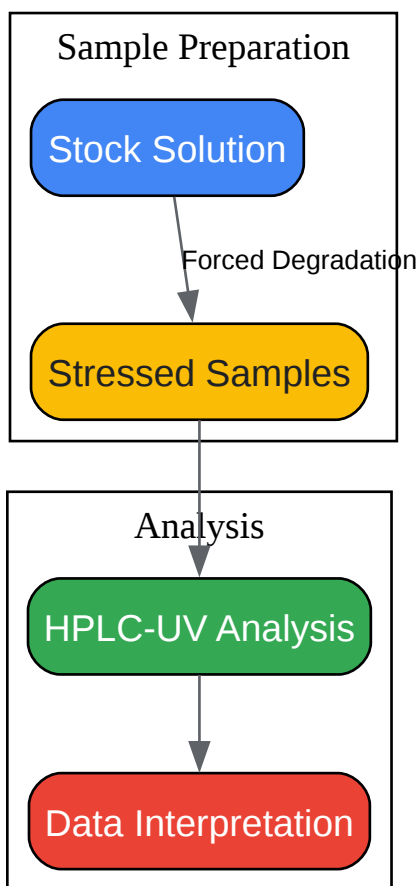 Sample Preparation
Stock Solution
Forced Degradation
Stressed Samples
Analysis
HPLC-UV Analysis
Data Interpretation